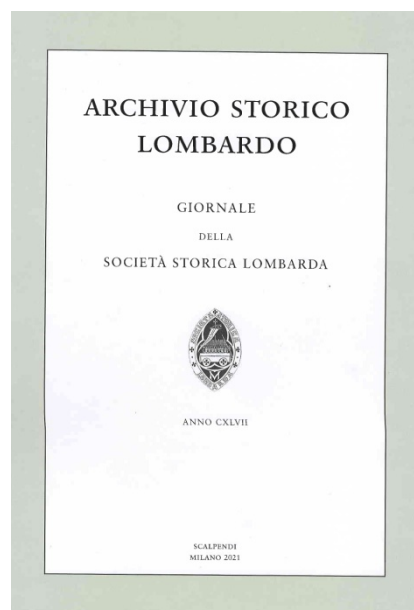 ARCHIVIO STORICO
LOMBARDO
GIORNALE
DELLA
SOCIETÀ STORICA LOMBARDA
ANNO CXLVII
SCALPENDI
MILANO 2021